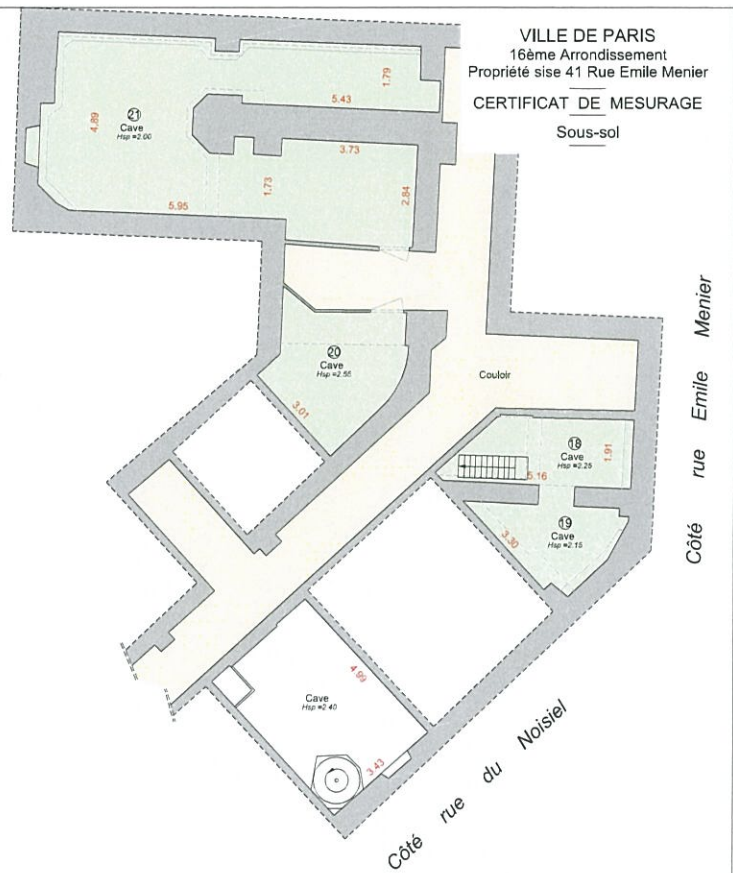 VILLE DE PARIS
16ème Arrondissement
Propriété sise 41 Rue Emile Menier
CERTIFICAT DE MESURAGE
Sous-sol
1.79
5.43
4.89
21
Cave
Hsp =2.60
3.73
1.73
2.84
5.95
20
Cave
Hsp =2.55
3.01
Couloir
18
Cave
Hsp =2.25
1.91
5.16
19
Cave
Hsp =2.15
3.30
Côté rue Emile Menier
4.99
Cave
Hsp =2.40
3.43
Côté rue du Noisiel